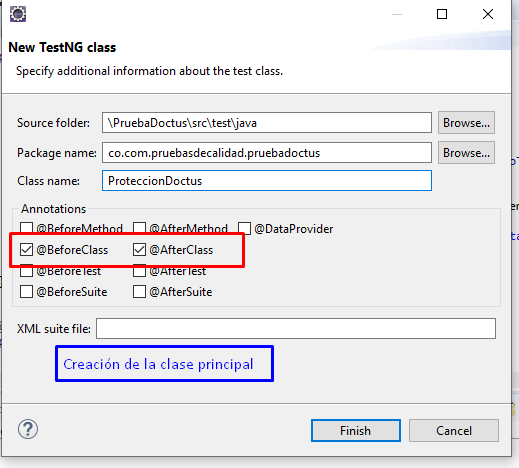 New TestNG class
Specify additional information about the test class.
Source folder: \PruebaDoctus\src\test\java Browse...
Package name: co.com.pruebasdecalidad.pruebadoctus Browse...
Class name: ProteccionDoctus
Annotations
@BeforeMethod @AfterMethod @DataProvider
@BeforeClass @AfterClass
@BeforeTest @AfterTest
@BeforeSuite @AfterSuite
XML suite file:
Creación de la clase principal
? Finish Cancel